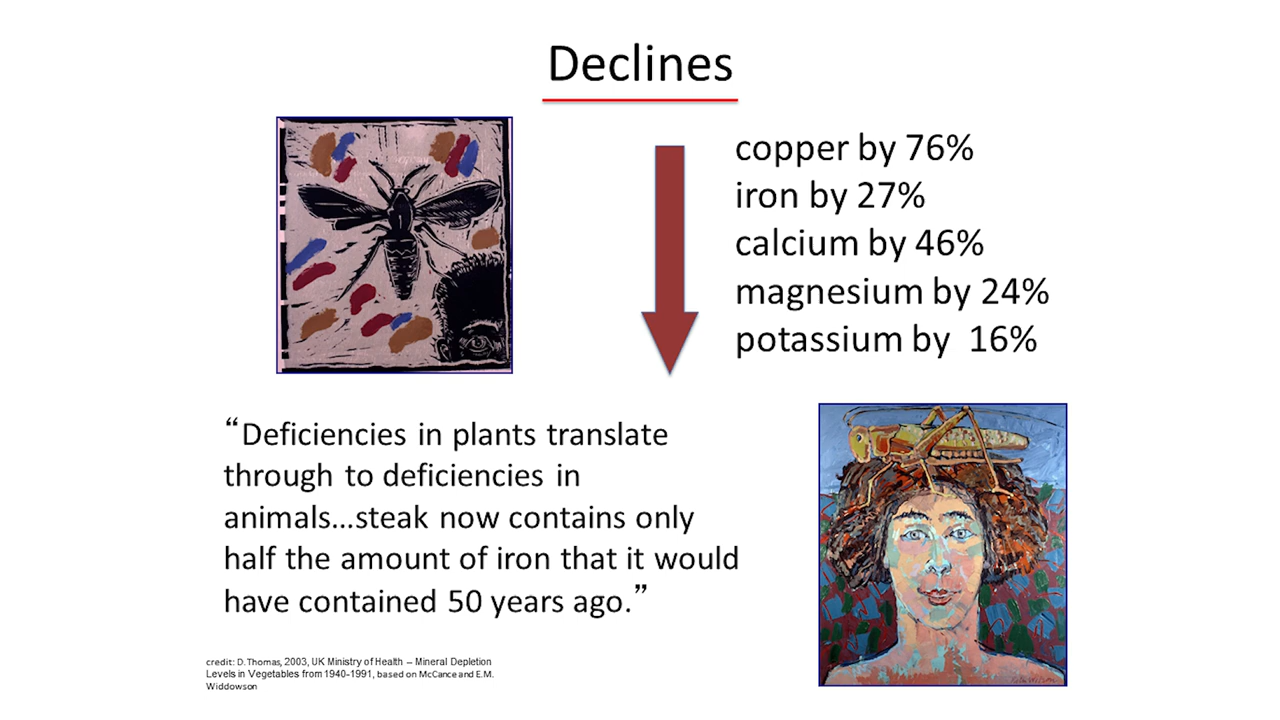 Declines
copper by 76%
iron by 27%
calcium by 46%
magnesium by 24%
potassium by  16%
“Deficiencies in plants translate
through to deficiencies in
animals...steak now contains only
half the amount of iron that it would
have contained 50 years ago.”
credit: D.Thomas, 2003, UK Ministry of Health – Mineral Depletion
Levels in Vegetables from 1940-1991, based on McCance and E.M.
Widdowson